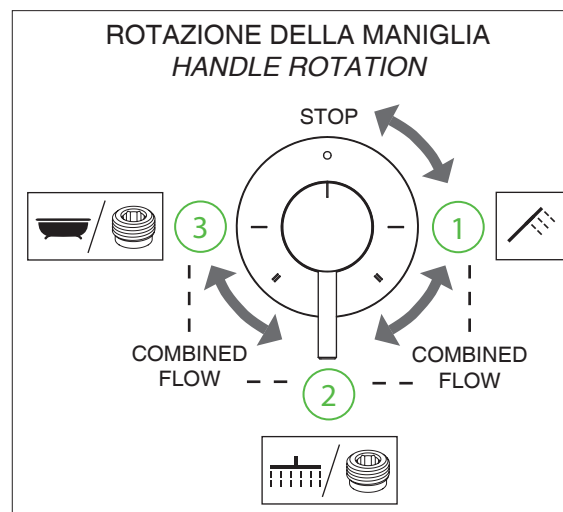 ROTAZIONE DELLA MANIGLIA
HANDLE ROTATION
STOP
3
1
COMBINED
FLOW
COMBINED
FLOW
2